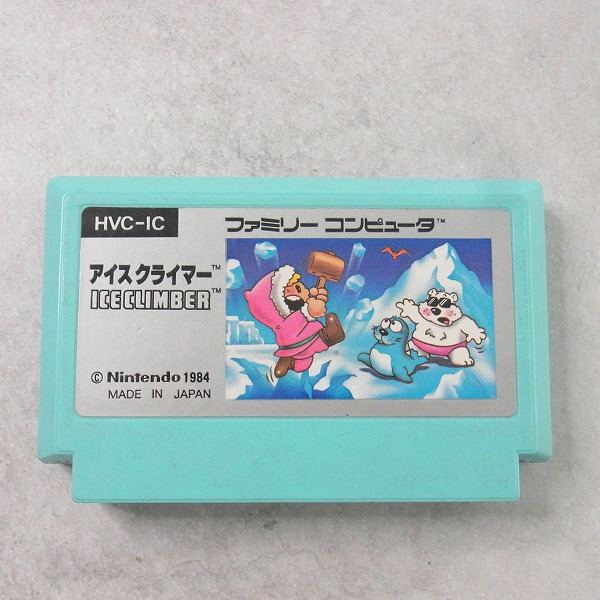 HVC-IC
ファミリーコンピュータ™
アイスクライマー™
ICE CLIMBER™
© Nintendo 1984
MADE IN JAPAN